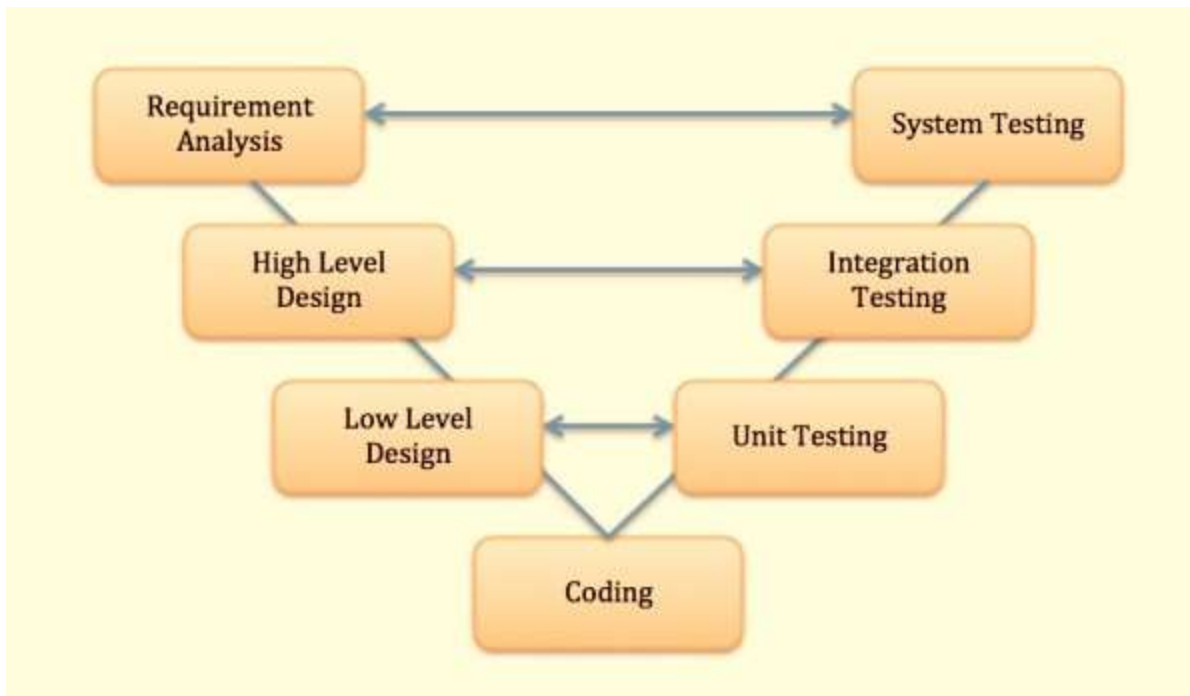 Requirement
Analysis
System Testing
High Level
Design
Integration
Testing
Low Level
Design
Unit Testing
Coding